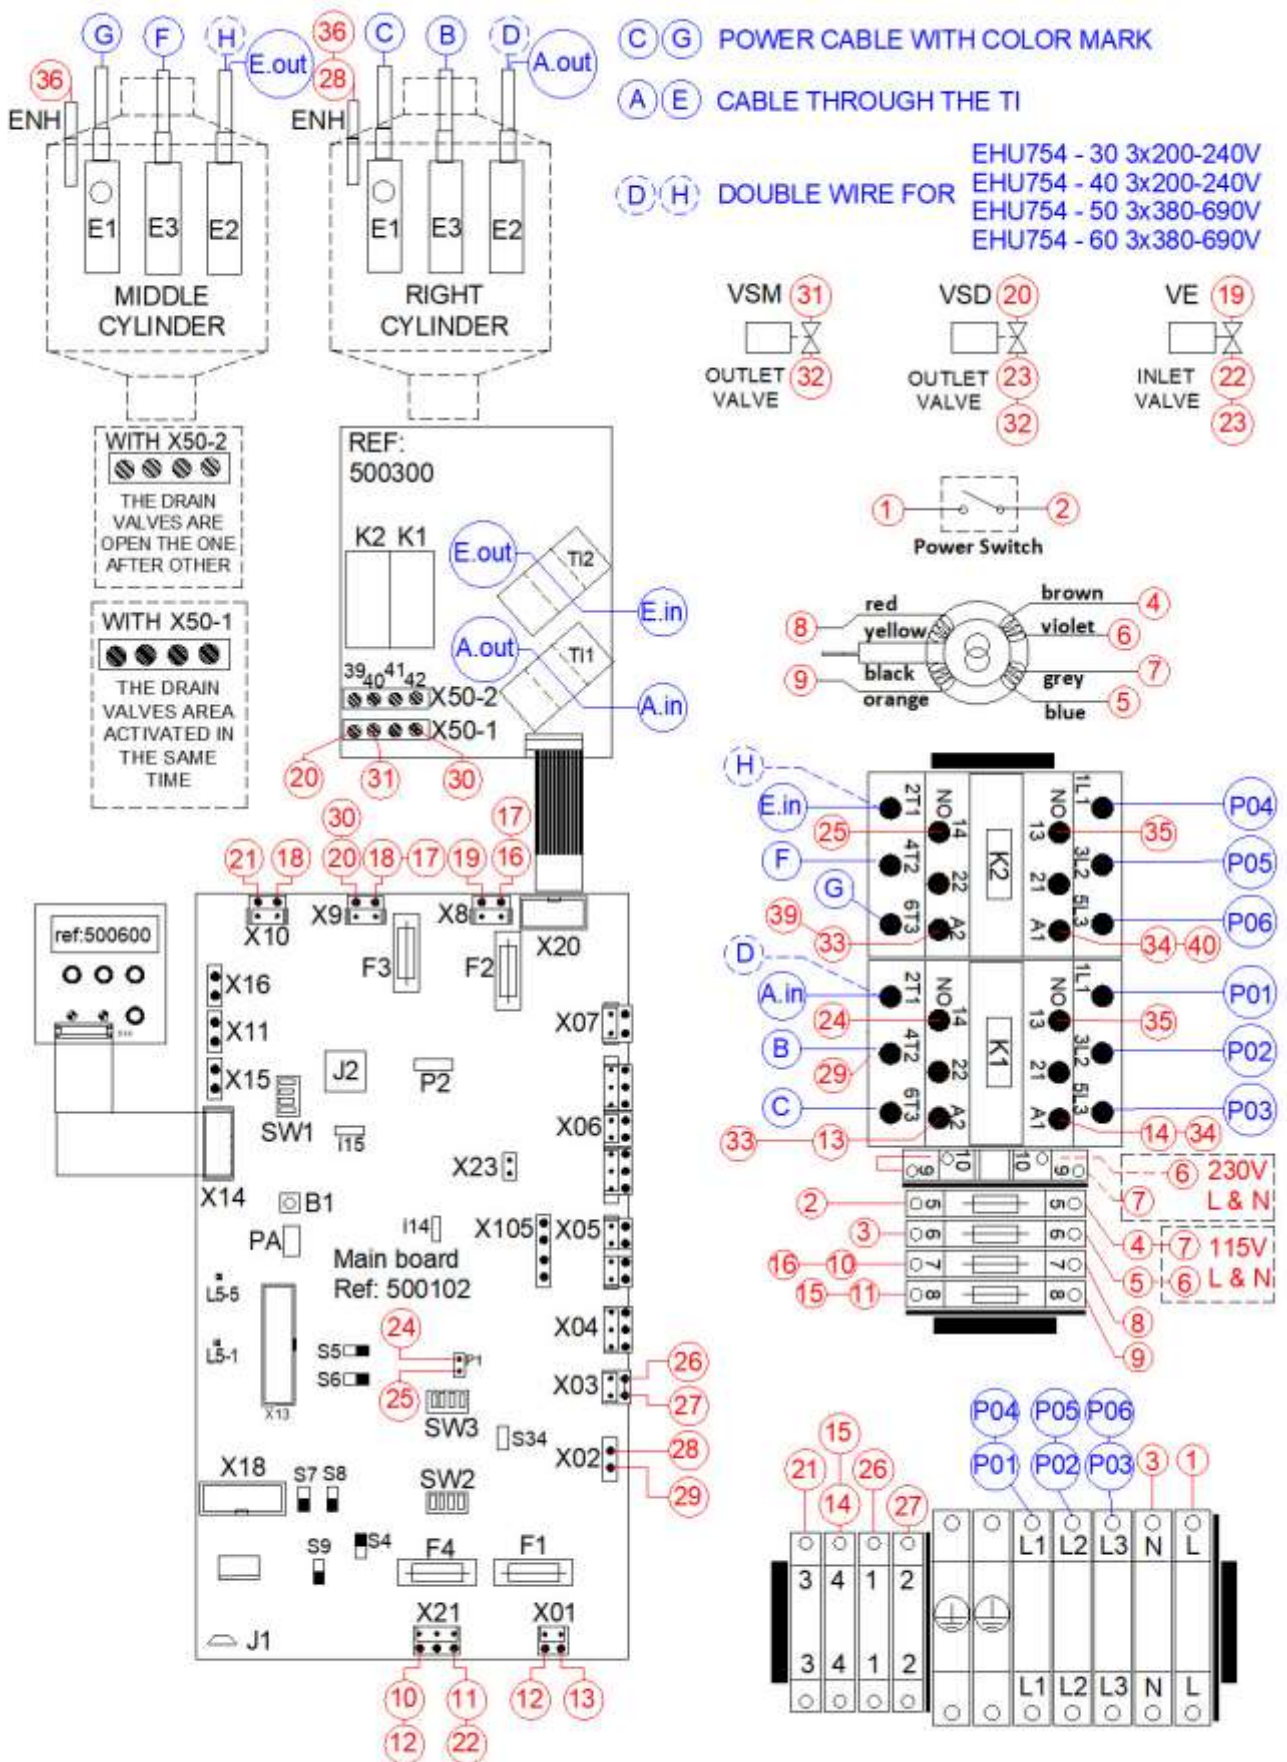 G F H E.out 36 C B D A.out
36 28
ENH ENH
E1 E3 E2 E1 E3 E2
MIDDLE CYLINDER
RIGHT CYLINDER
C G POWER CABLE WITH COLOR MARK
A E CABLE THROUGH THE TI
D H DOUBLE WIRE FOR
EHU754 - 30 3x200-240V
EHU754 - 40 3x200-240V
EHU754 - 50 3x380-690V
EHU754 - 60 3x380-690V
VSM 31 VSD 20 VE 19
OUTLET VALVE 32
OUTLET VALVE 23 32
INLET VALVE 22 23
WITH X50-2
THE DRAIN
VALVES ARE
OPEN THE ONE
AFTER OTHER
WITH X50-1
THE DRAIN
VALVES AREA
ACTIVATED IN
THE SAME
TIME
REF:
500300
K2 K1
E.out TI2
E.in
A.out TI1
A.in
39 40 41 42 X50-2
X50-1
20 31 30
1 2
Power Switch
red brown 4
8 yellow violet 6
black grey 7
9 orange blue 5
H
E.in 2T1 NO 14 NO 13 1L1 P04
25 35
F 4T2 22 K2 21 3L2 P05
G 6T3 A2 A1 5L3 P06
39 33 34 40
D
A.in 2T1 NO 14 NO 13 1L1 P01
24 35
B 4T2 22 K1 21 3L2 P02
29
C 6T3 A2 A1 5L3 P03
33 13 14 34
9 10 10 9 6 230V
7 L & N
2 5 5
3 6 6 4 7 115V
16 10 7 7 5 6 L & N
15 11 8 8 8
9
30 17
21 18 20 18 17 19 16
X10 X9 X8 X20
F3 F2
ref:500600
X16
X11
X15
J2 P2
X07
SW1 i15
X06
X23
X14
B1
PA i14 X105 X05
Main board
Ref: 500102
L5-5
L5-1
24 X04
S5 P1
S6 25
X03 26
27
X13 SW3
S34
X02 28
29
X18 S7 S8 SW2
S9 S4 F4 F1
J1 X21 X01
10 11 12 13
12 22
P04 P05 P06
15
21 14 26 27 P01 P02 P03 3 1
L1 L2 L3 N L
3 4 1 2
3 4 1 2
L1 L2 L3 N L